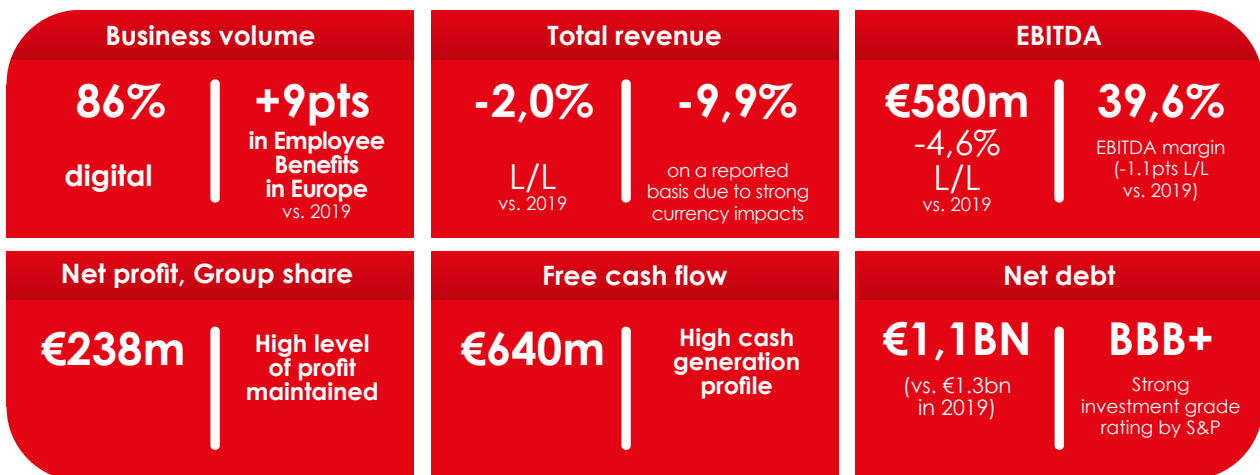 Business volume
86%
digital
+9pts
in Employee
Benefits
in Europe
vs. 2019
Total revenue
-2,0%
L/L
vs. 2019
-9,9%
on a reported
basis due to strong
currency impacts
EBITDA
€580m
-4,6%
L/L
vs. 2019
39,6%
EBITDA margin
(-1.1pts L/L
vs. 2019)
Net profit, Group share
€238m
High level
of profit
maintained
Free cash flow
€640m
High cash
generation
profile
Net debt
€1,1BN
(vs. €1.3bn
in 2019)
BBB+
Strong
investment grade
rating by S&P